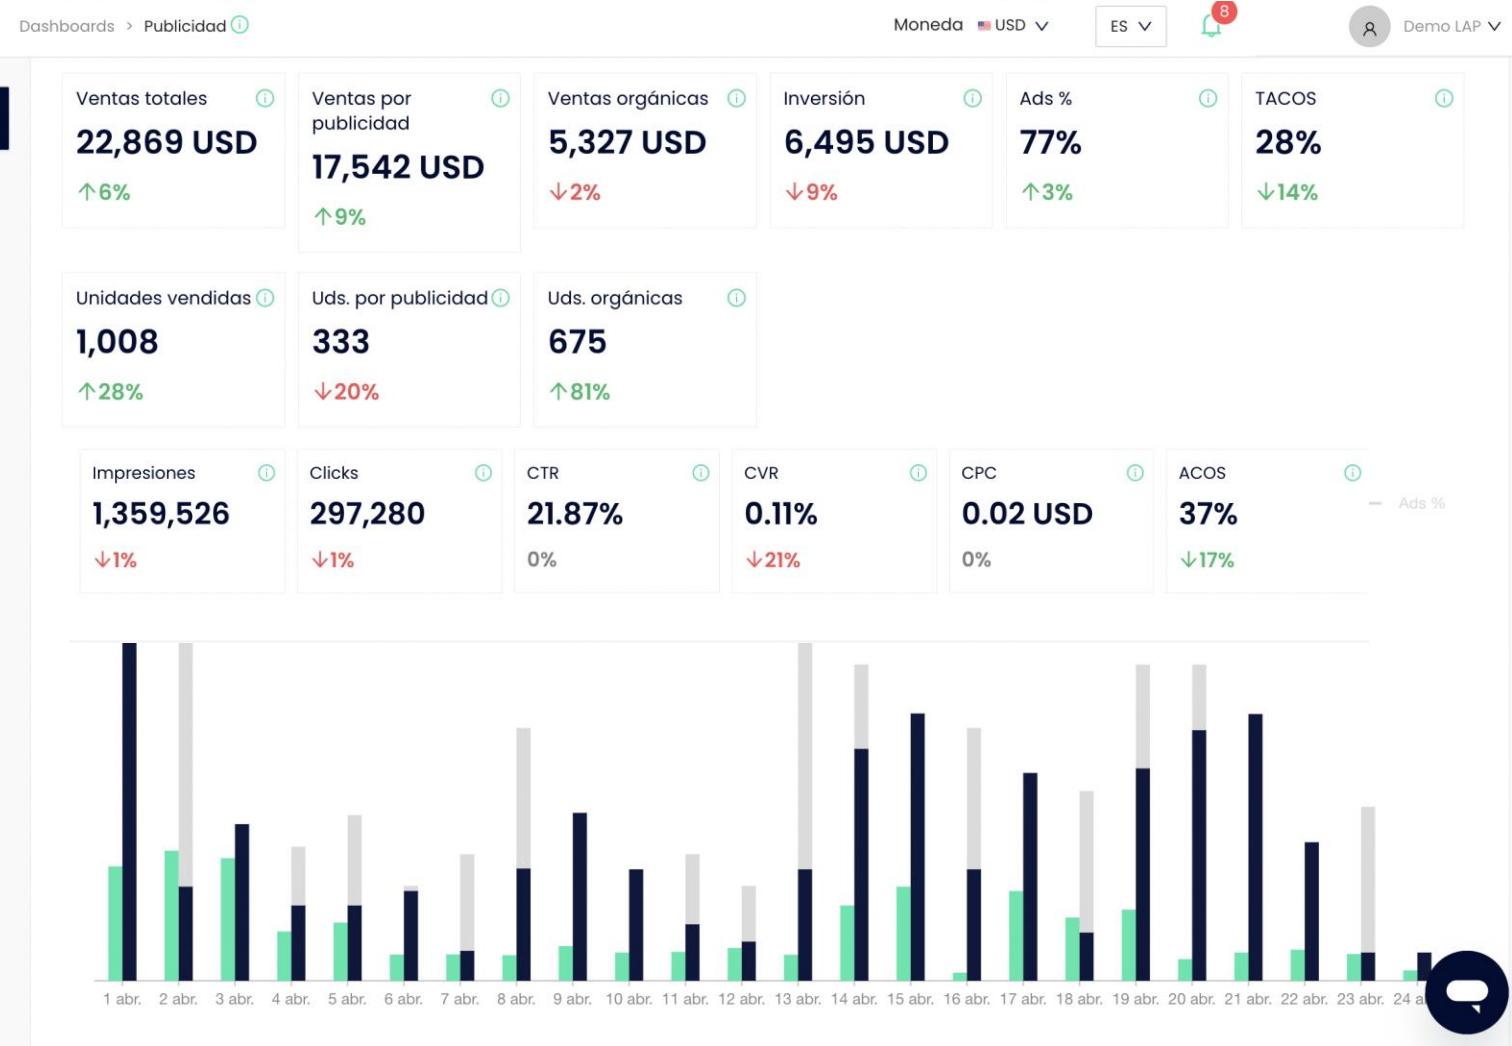 Dashboards > Publicidad
Moneda USD ES 8 Demo LAP
Ventas totales
22,869 USD
↑6%
Ventas por
publicidad
17,542 USD
↑9%
Ventas orgánicas
5,327 USD
↓2%
Inversión
6,495 USD
↓9%
Ads %
77%
↑3%
TACOS
28%
↓14%
Unidades vendidas
1,008
↑28%
Uds. por publicidad
333
↓20%
Uds. orgánicas
675
↑81%
Impresiones
1,359,526
↓1%
Clicks
297,280
↓1%
CTR
21.87%
0%
CVR
0.11%
↓21%
CPC
0.02 USD
0%
ACOS
37%
↓17%
Ads %
1 abr. 2 abr. 3 abr. 4 abr. 5 abr. 6 abr. 7 abr. 8 abr. 9 abr. 10 abr. 11 abr. 12 abr. 13 abr. 14 abr. 15 abr. 16 abr. 17 abr. 18 abr. 19 abr. 20 abr. 21 abr. 22 abr. 23 abr. 24